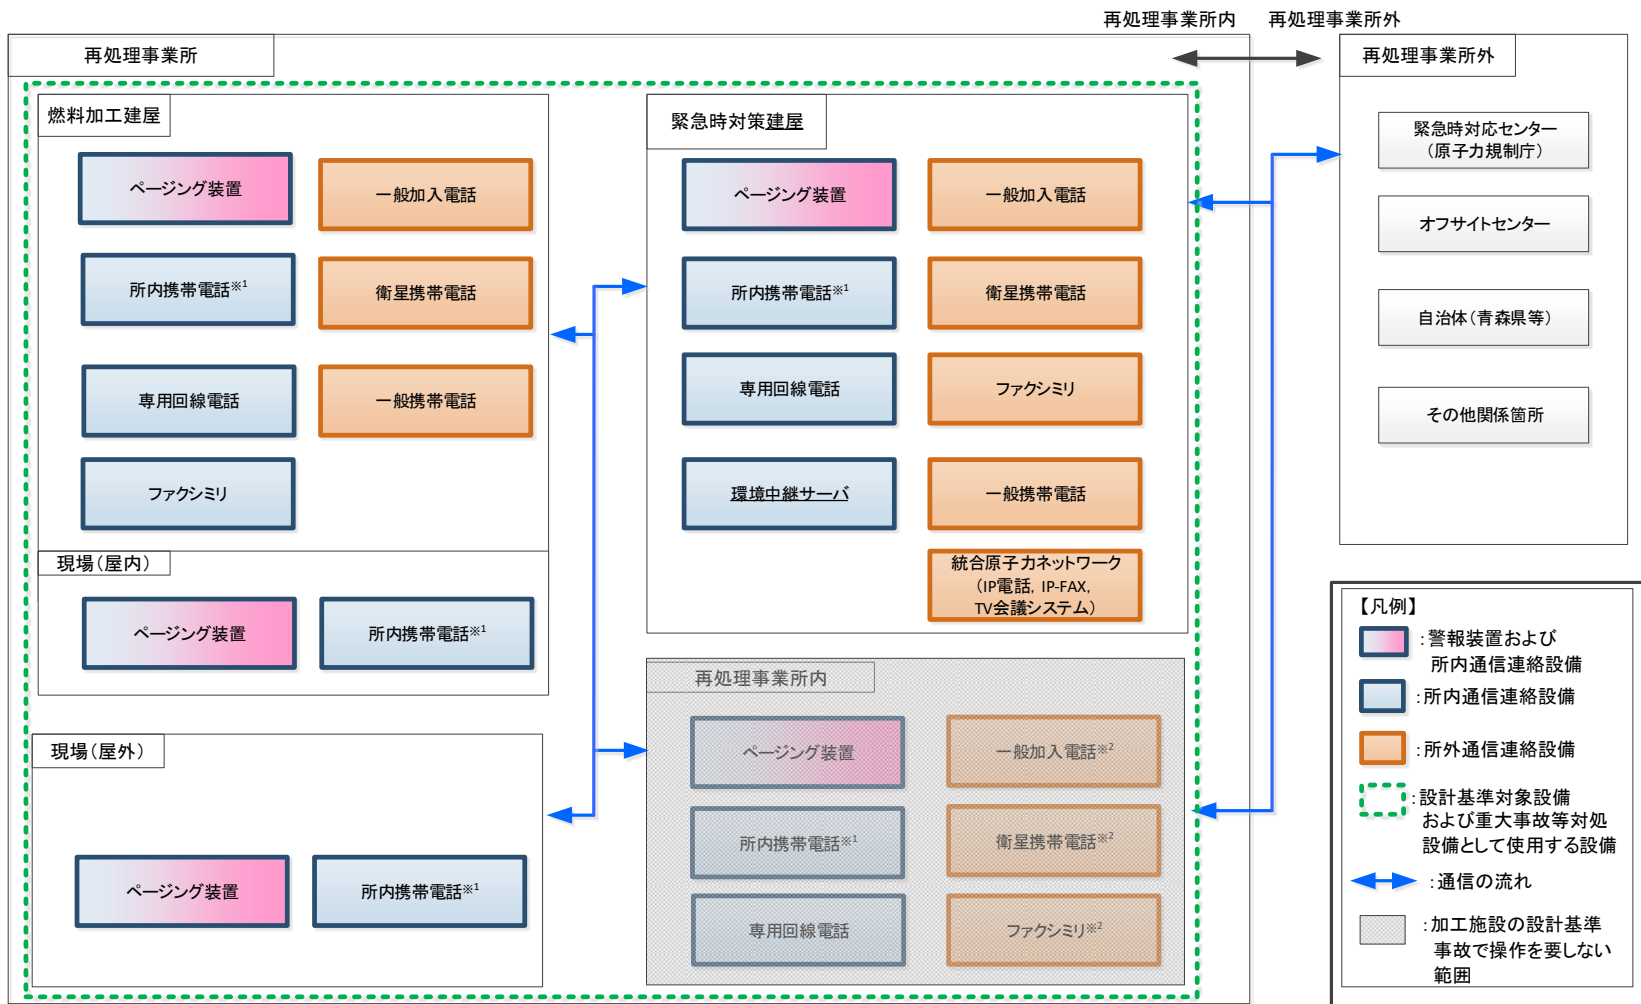 再処理事業所内
再処理事業所外
再処理事業所
燃料加工建屋
ページング装置
一般加入電話
所内携帯電話※1
衛星携帯電話
専用回線電話
一般携帯電話
ファクシミリ
現場(屋内)
ページング装置
所内携帯電話※1
現場(屋外)
ページング装置
所内携帯電話※1
緊急時対策建屋
ページング装置
一般加入電話
所内携帯電話※1
衛星携帯電話
専用回線電話
ファクシミリ
環境中継サーバ
一般携帯電話
統合原子力ネットワーク
(IP電話, IP-FAX,
TV会議システム)
再処理事業所内
ページング装置
一般加入電話※2
所内携帯電話※1
衛星携帯電話※2
専用回線電話
ファクシミリ※2
再処理事業所外
緊急時対応センター
(原子力規制庁)
オフサイトセンター
自治体(青森県等)
その他関係箇所
【凡例】
:警報装置および
所内通信連絡設備
:所内通信連絡設備
:所外通信連絡設備
:設計基準対象設備
および重大事故等対処
設備として使用する設備
:通信の流れ
:加工施設の設計基準
事故で操作を要しない
範囲